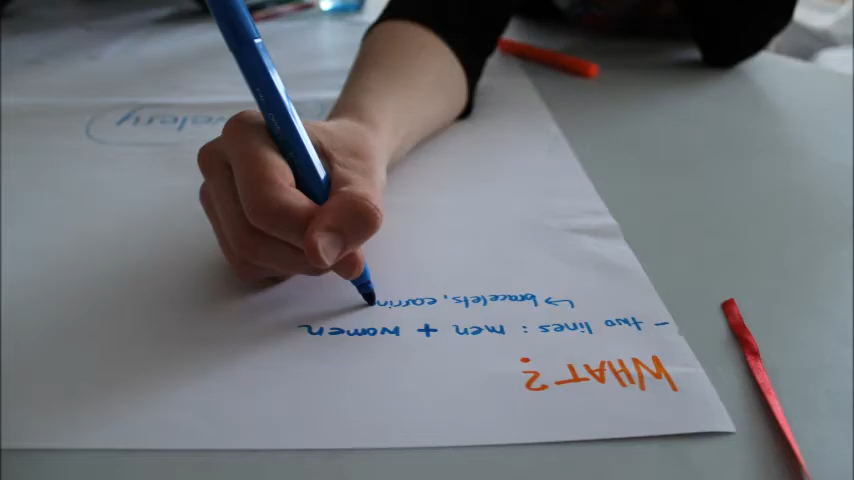 WHAT?
- two lines: men + women
↳ bracelets, earrin